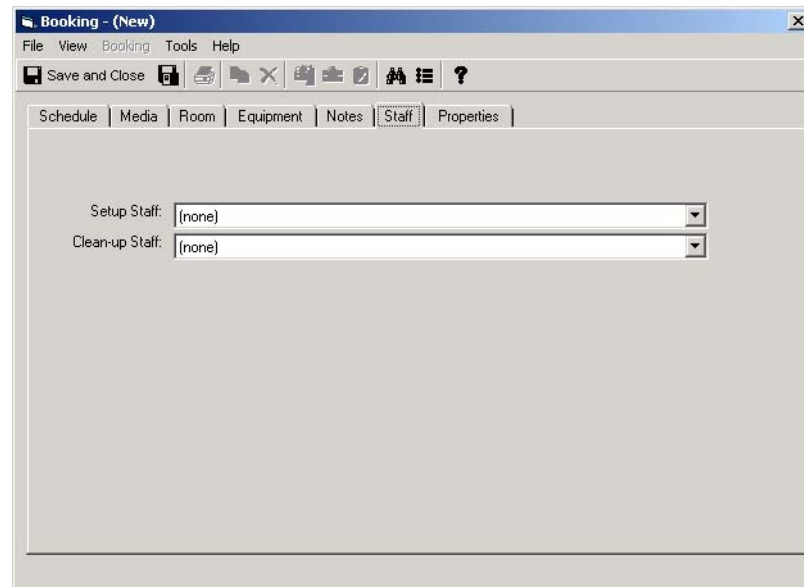 Booking - (New)
File View Booking Tools Help
Save and Close ?
Schedule Media Room Equipment Notes Staff Properties
Setup Staff: (none)
Clean-up Staff: (none)